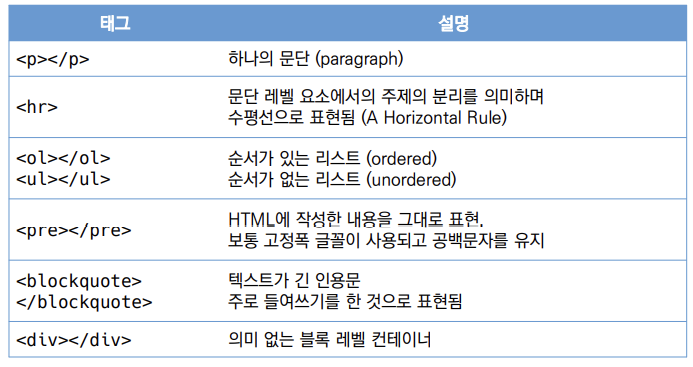 태그 설명
<p></p> 하나의 문단 (paragraph)
<hr> 문단 레벨 요소에서의 주제의 분리를 의미하며
수평선으로 표현됨 (A Horizontal Rule)
<ol></ol> 순서가 있는 리스트 (ordered)
<ul></ul> 순서가 없는 리스트 (unordered)
<pre></pre> HTML에 작성한 내용을 그대로 표현.
보통 고정폭 글꼴이 사용되고 공백문자를 유지
<blockquote> 텍스트가 긴 인용문
</blockquote> 주로 들여쓰기를 한 것으로 표현됨
<div></div> 의미 없는 블록 레벨 컨테이너